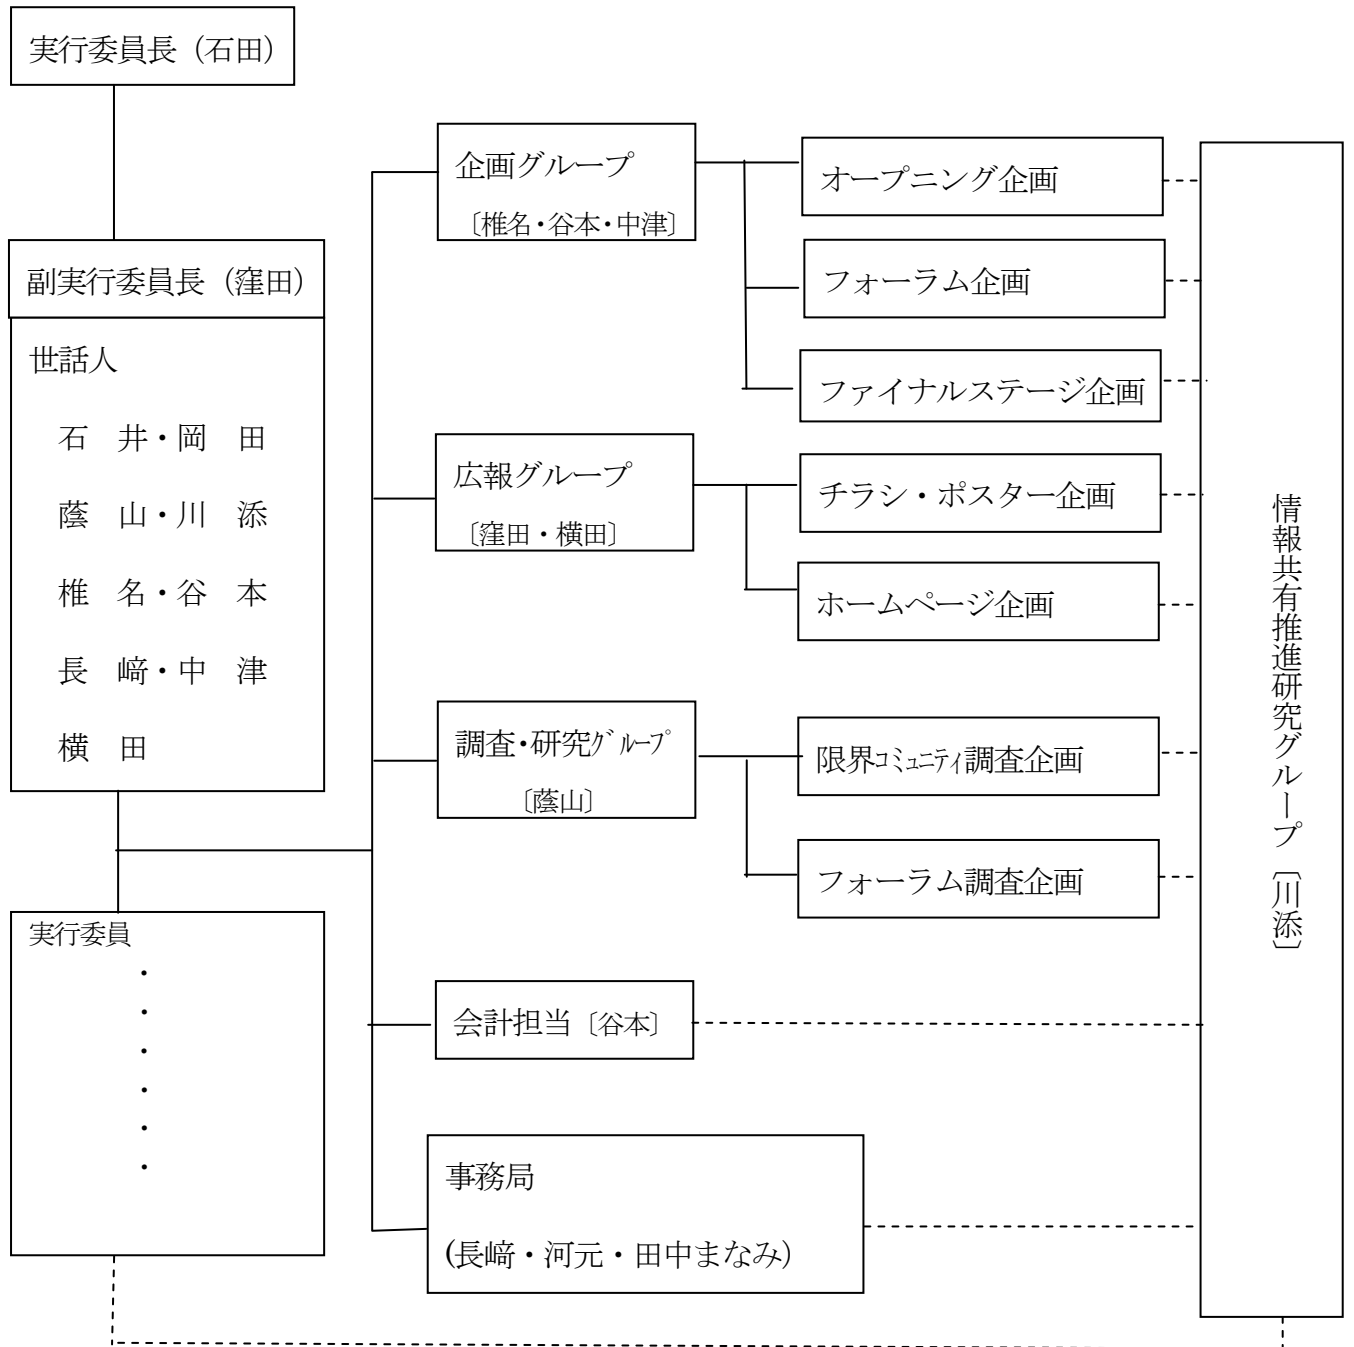 実行委員長（石田）
副実行委員長（窪田）
世話人
石　井・岡　田
蔭　山・川　添
椎　名・谷　本
長　﨑・中　津
横　田
実行委員
・
・
・
・
・
・
企画グループ
〔椎名・谷本・中津〕
広報グループ
〔窪田・横田〕
調査・研究ｸﾞﾙｰﾌﾟ
〔蔭山〕
会計担当〔谷本〕
事務局
(長﨑・河元・田中まなみ）
オープニング企画
フォーラム企画
ファイナルステージ企画
チラシ・ポスター企画
ホームページ企画
限界ｺﾐｭﾆﾃｨ調査企画
フォーラム調査企画
情報共有推進研究グループ〔川添〕